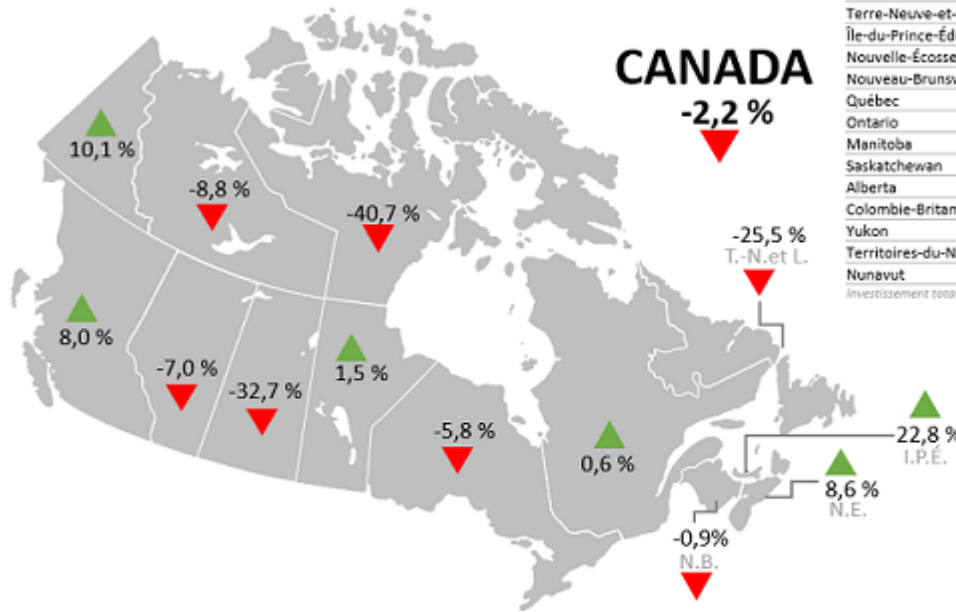 CANADA
-2,2 %
10,1 %
-8,8 %
-40,7 %
-25,5 %
T.-N.et L.
8,0 %
-7,0 %
-32,7 %
1,5 %
-5,8 %
0,6 %
22,8 %
I.P.É.
8,6 %
N.E.
-0,9%
N.B.
Terre-Neuve-et-
Île-du-Prince-Éd
Nouvelle-Écosse
Nouveau-Brunsw
Québec
Ontario
Manitoba
Saskatchewan
Alberta
Colombie-Britan
Yukon
Territoires-du-N
Nunavut
Investissement total